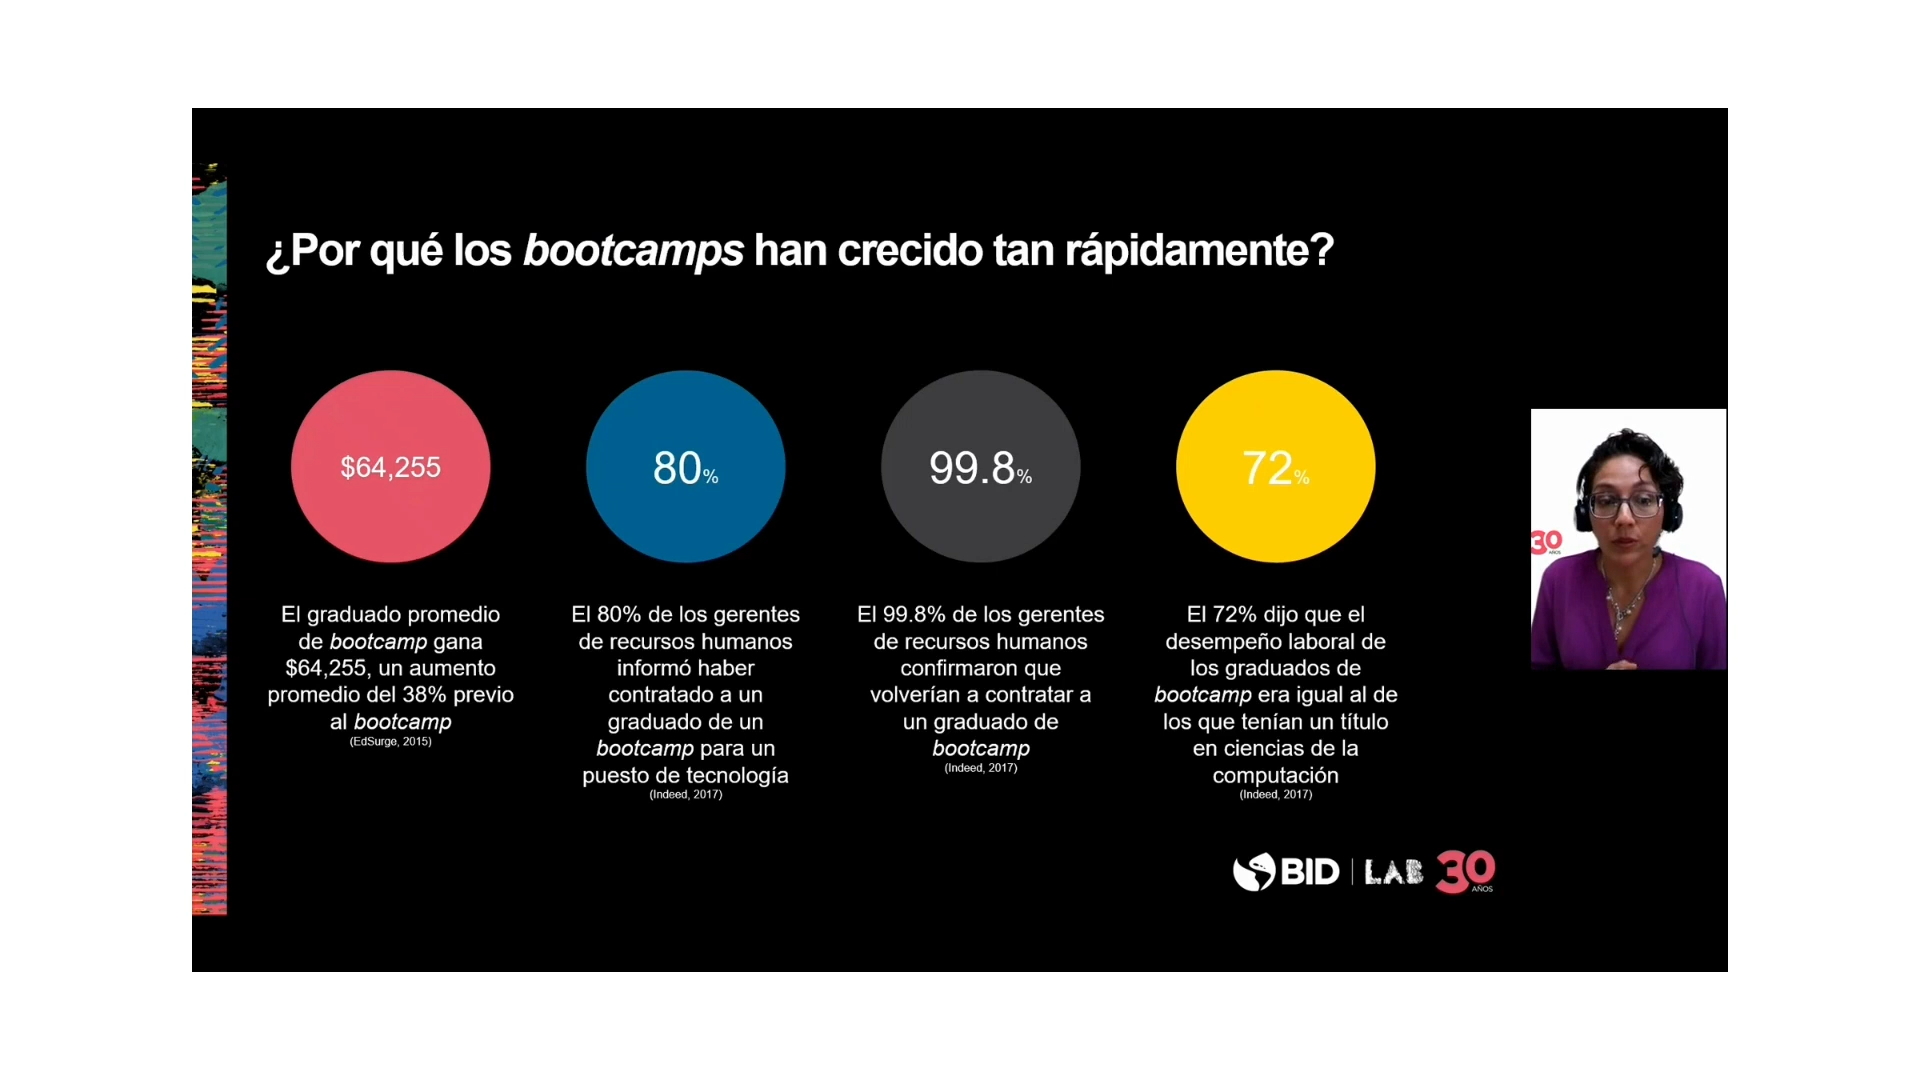 ¿Por qué los bootcamps han crecido tan rápidamente?
$64,255
80%
99.8%
72%
El graduado promedio
de bootcamp gana
$64,255, un aumento
promedio del 38% previo
al bootcamp
(EdSurge, 2015)
El 80% de los gerentes
de recursos humanos
informó haber
contratado a un
graduado de un
bootcamp para un
puesto de tecnología
(Indeed, 2017)
El 99.8% de los gerentes
de recursos humanos
confirmaron que
volverían a contratar a
un graduado de
bootcamp
(Indeed, 2017)
El 72% dijo que el
desempeño laboral de
los graduados de
bootcamp era igual al de
los que tenían un título
en ciencias de la
computación
(Indeed, 2017)
30
AÑOS
BID | LAB 30
AÑOS